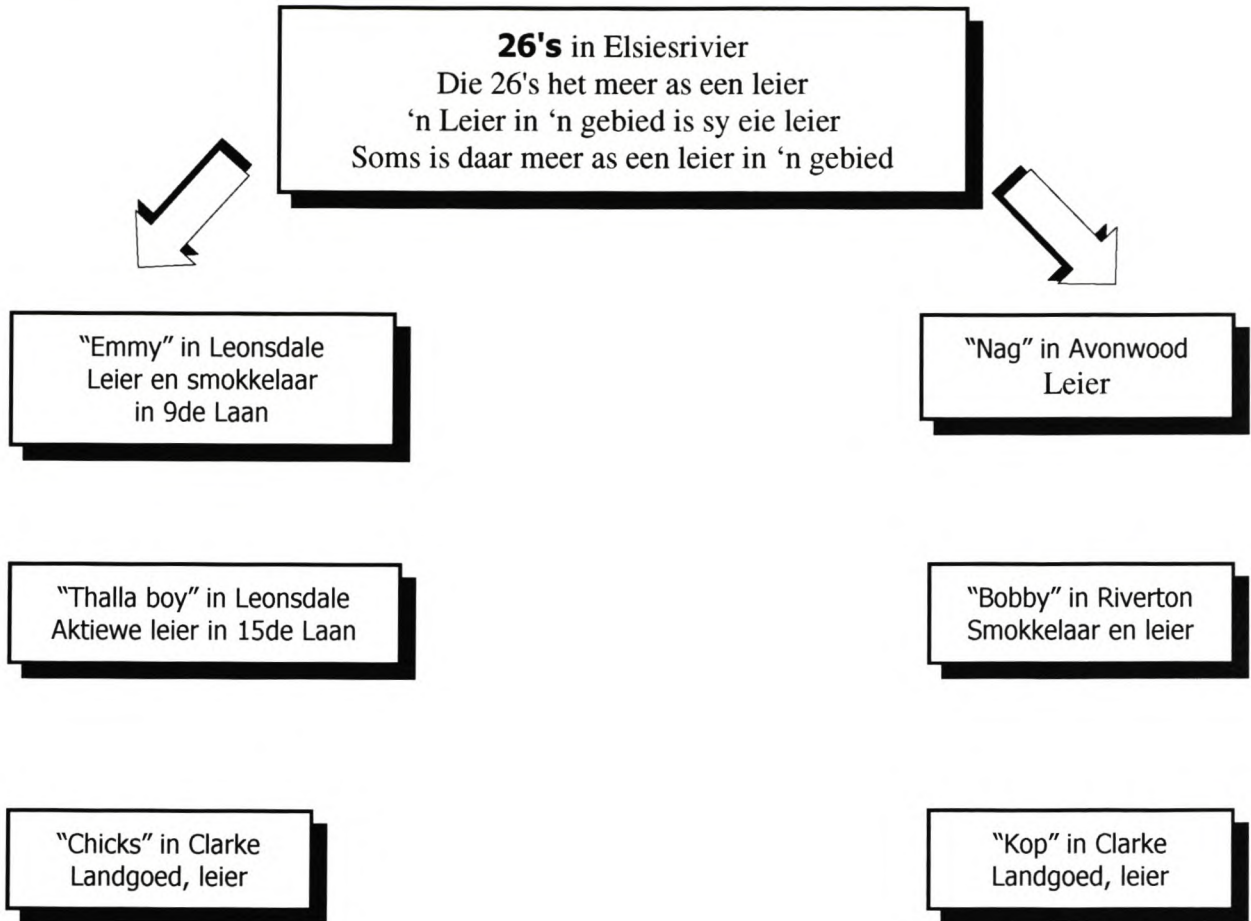 26's in Elsiesrivier
Die 26's het meer as een leier
‘n Leier in ‘n gebied is sy eie leier
Soms is daar meer as een leier in ‘n gebied
"Emmy" in Leonsdale
Leier en smokkelaar
in 9de Laan
"Nag" in Avonwood
Leier
"Thalla boy" in Leonsdale
Aktiewe leier in 15de Laan
"Bobby" in Riverton
Smokkelaar en leier
"Chicks" in Clarke
Landgoed, leier
"Kop" in Clarke
Landgoed, leier